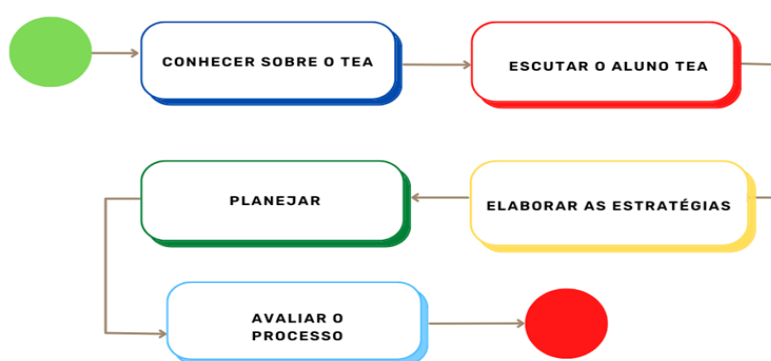 CONHECER SOBRE O TEA
ESCUTAR O ALUNO TEA
ELABORAR AS ESTRATÉGIAS
PLANEJAR
AVALIAR O
PROCESSO